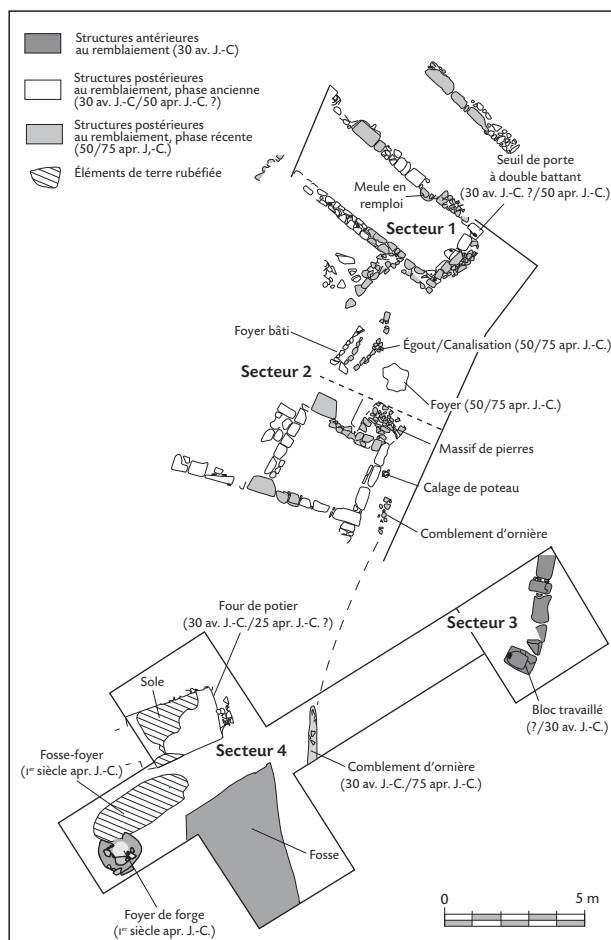 Structures antérieures
au remblaiement (30 av. J.-C)
Structures postérieures
au remblaiement, phase ancienne
(30 av. J.-C/50 apr. J.-C. ?)
Structures postérieures
au remblaiement, phase récente
(50/75 apr. J,-C.)
Éléments de terre rubéfiée
Seuil de porte
à double battant
(30 av. J.-C. ?/50 apr. J.-C.)
Meule en
remploi
Secteur 1
Foyer bâti
Égout/Canalisation (50/75 apr. J.-C.)
Secteur 2
Foyer (50/75 apr. J.-C.)
Massif de pierres
Calage de poteau
Comblement d'ornière
Four de potier
(30 av. J.-C./25 apr. J.-C. ?)
Secteur 3
Sole
Bloc travaillé
(?/30 av. J.-C.)
Secteur 4
Fosse-foyer
(Ier siècle apr. J.-C.)
Comblement d'ornière
(30 av. J.-C./75 apr. J.-C.)
Fosse
Foyer de forge
(Ier siècle apr. J.-C.)
0 5 m